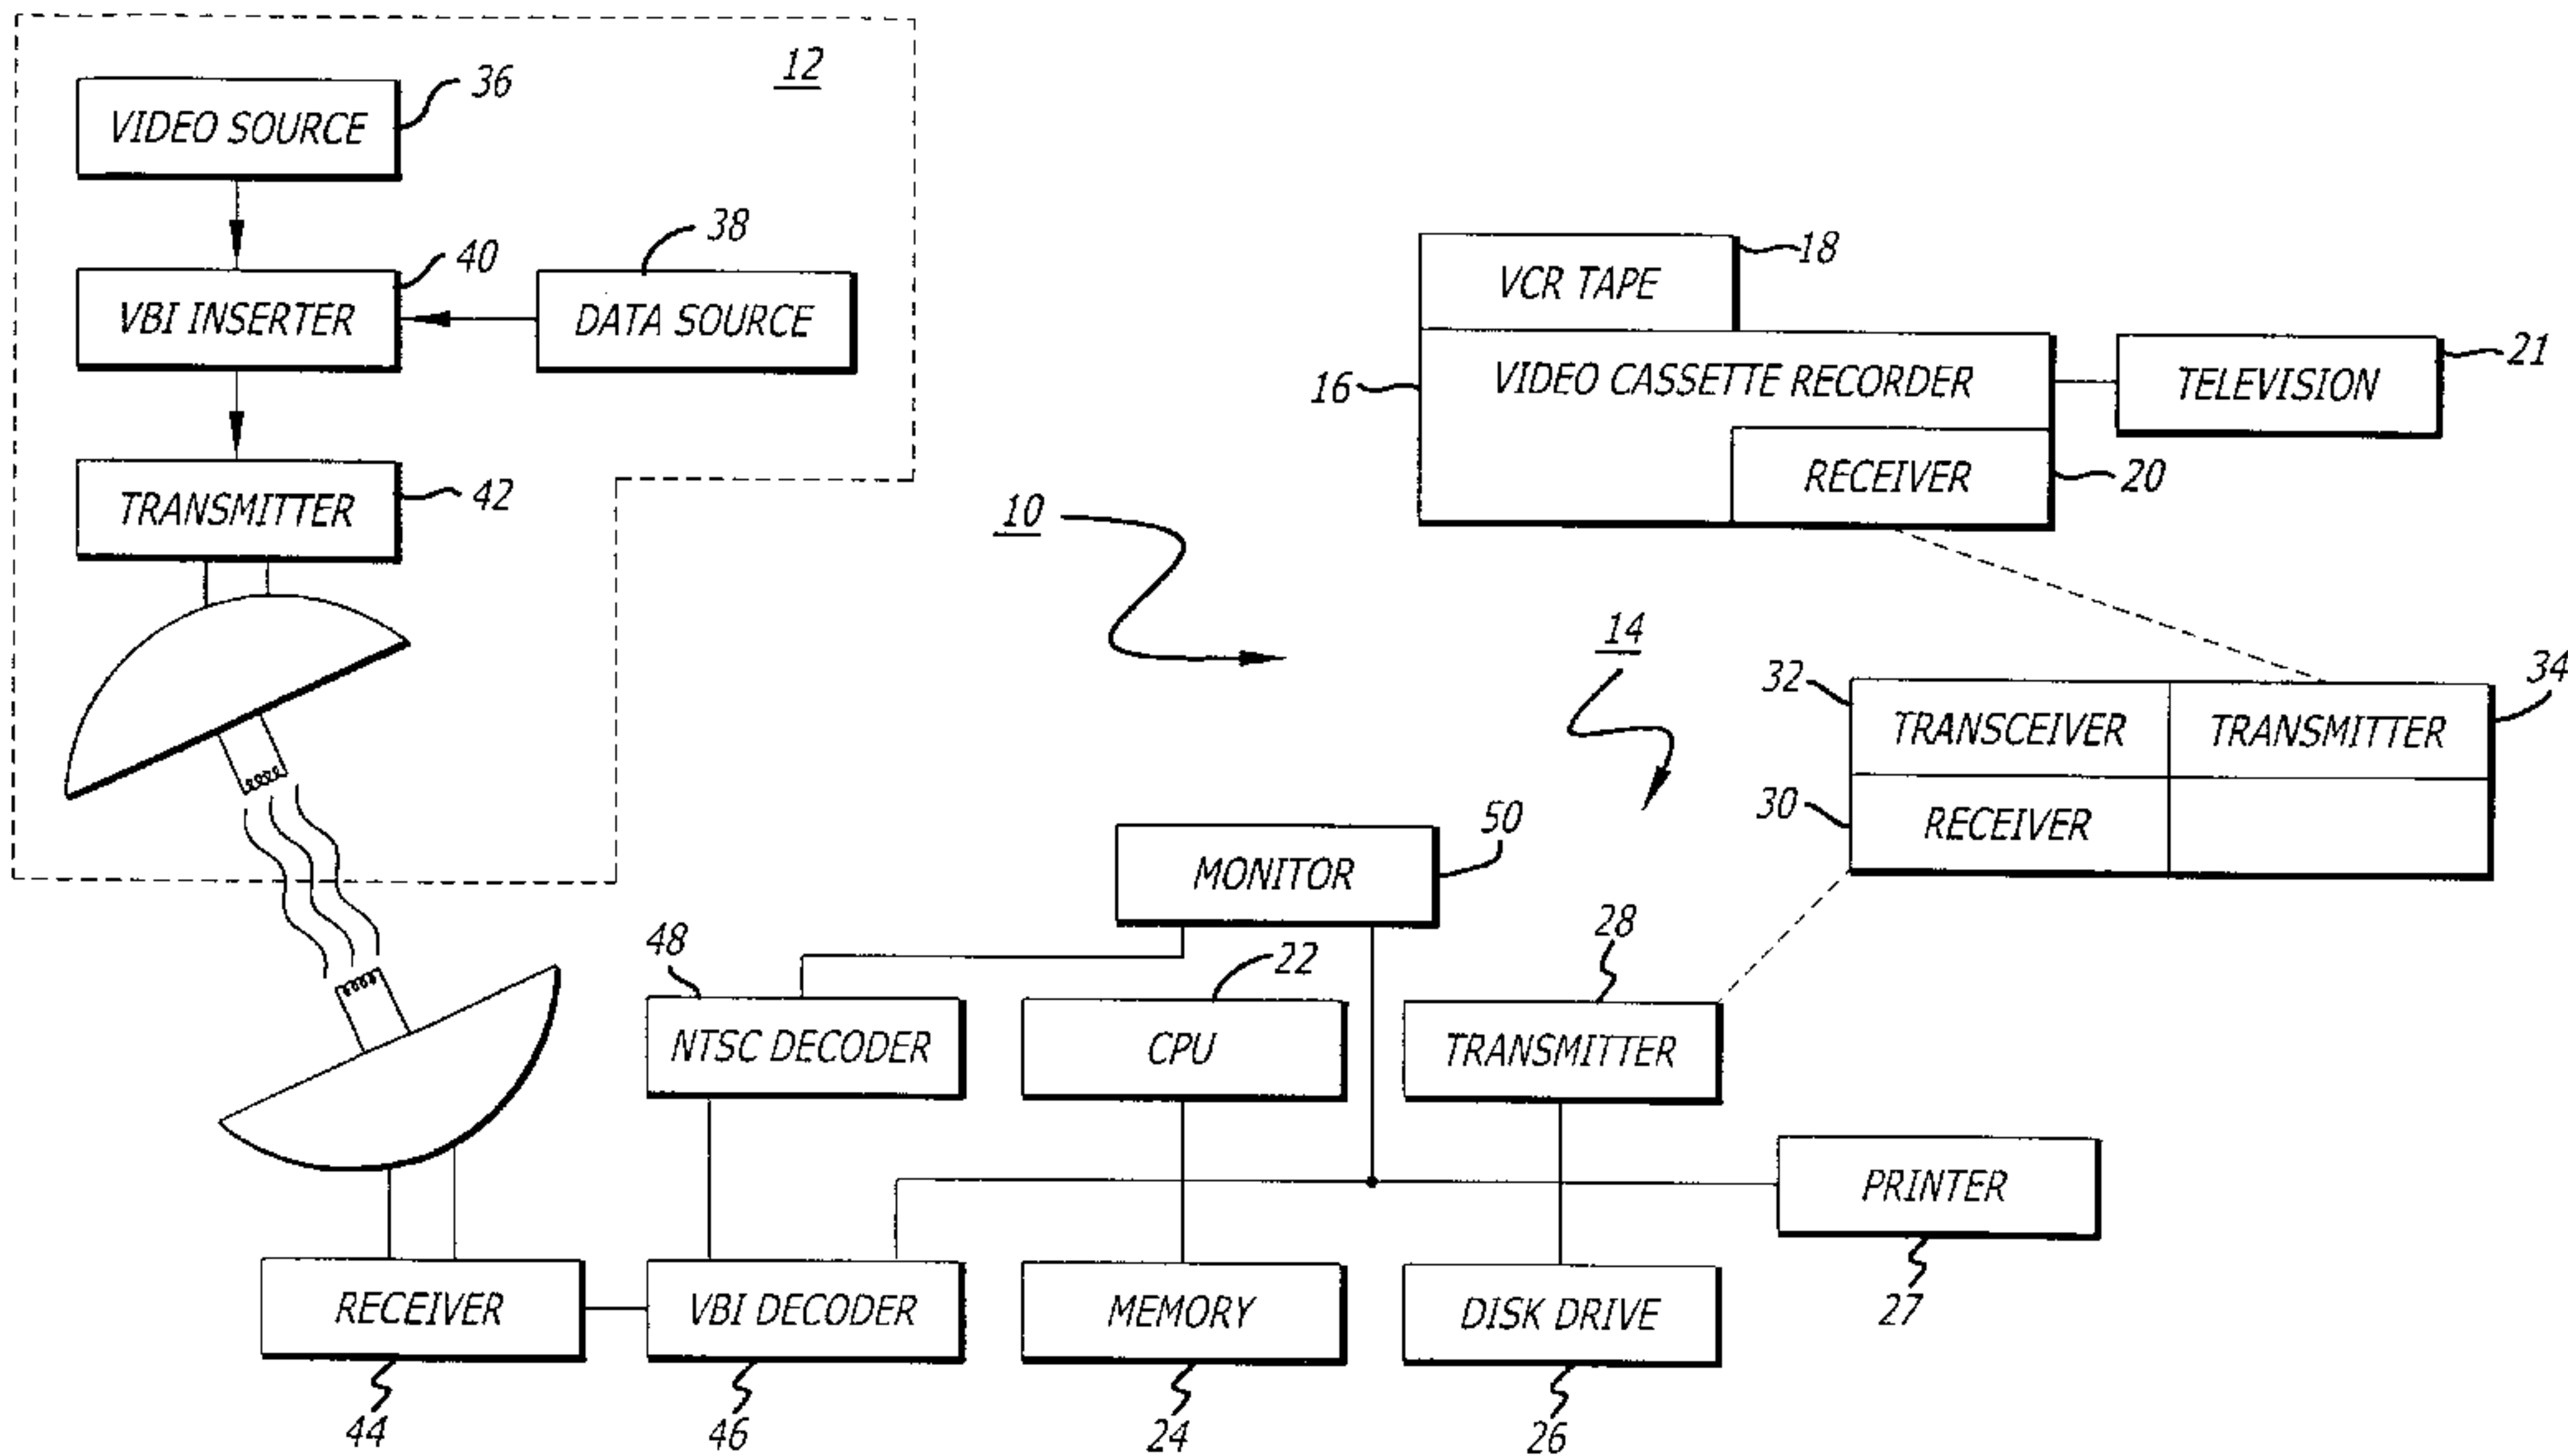 12
VIDEO SOURCE
36
VBI INSERTER
40
DATA SOURCE
38
TRANSMITTER
42
10
14
VCR TAPE
18
VIDEO CASSETTE RECORDER
16
RECEIVER
20
TELEVISION
21
32
TRANSCEIVER
TRANSMITTER
34
30
RECEIVER
MONITOR
50
48
NTSC DECODER
22
CPU
28
TRANSMITTER
PRINTER
27
RECEIVER
44
VBI DECODER
46
MEMORY
24
DISK DRIVE
26